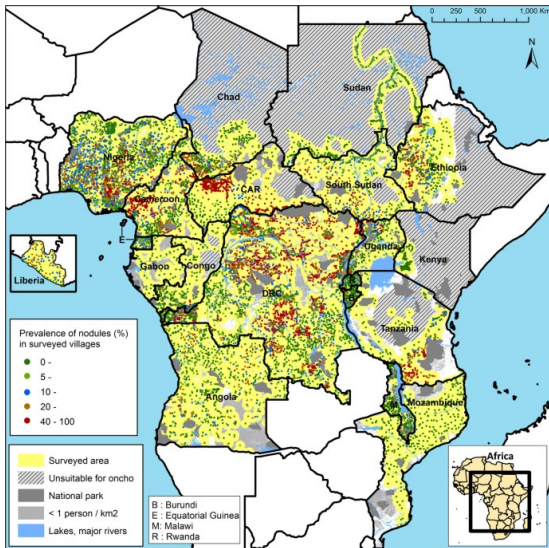 0 250 500 1,000 Km
N
Chad
Sudan
Nigeria
Ethiopia
CAR
South Sudan
Cameroon
E
Uganda
Gaboo
Congo
Kenya
Liberia
DRC
R
B
Tanzania
Prevalence of nodules (%)
in surveyed villages
0 -
5 -
10 -
20 -
40 - 100
Angola
M
Mozambique
Surveyed area
Unsuitable for oncho
National park
< 1 person / km2
Lakes, major rivers
B : Burundi
E : Equatorial Guinea
M: Malawi
R : Rwanda
Africa